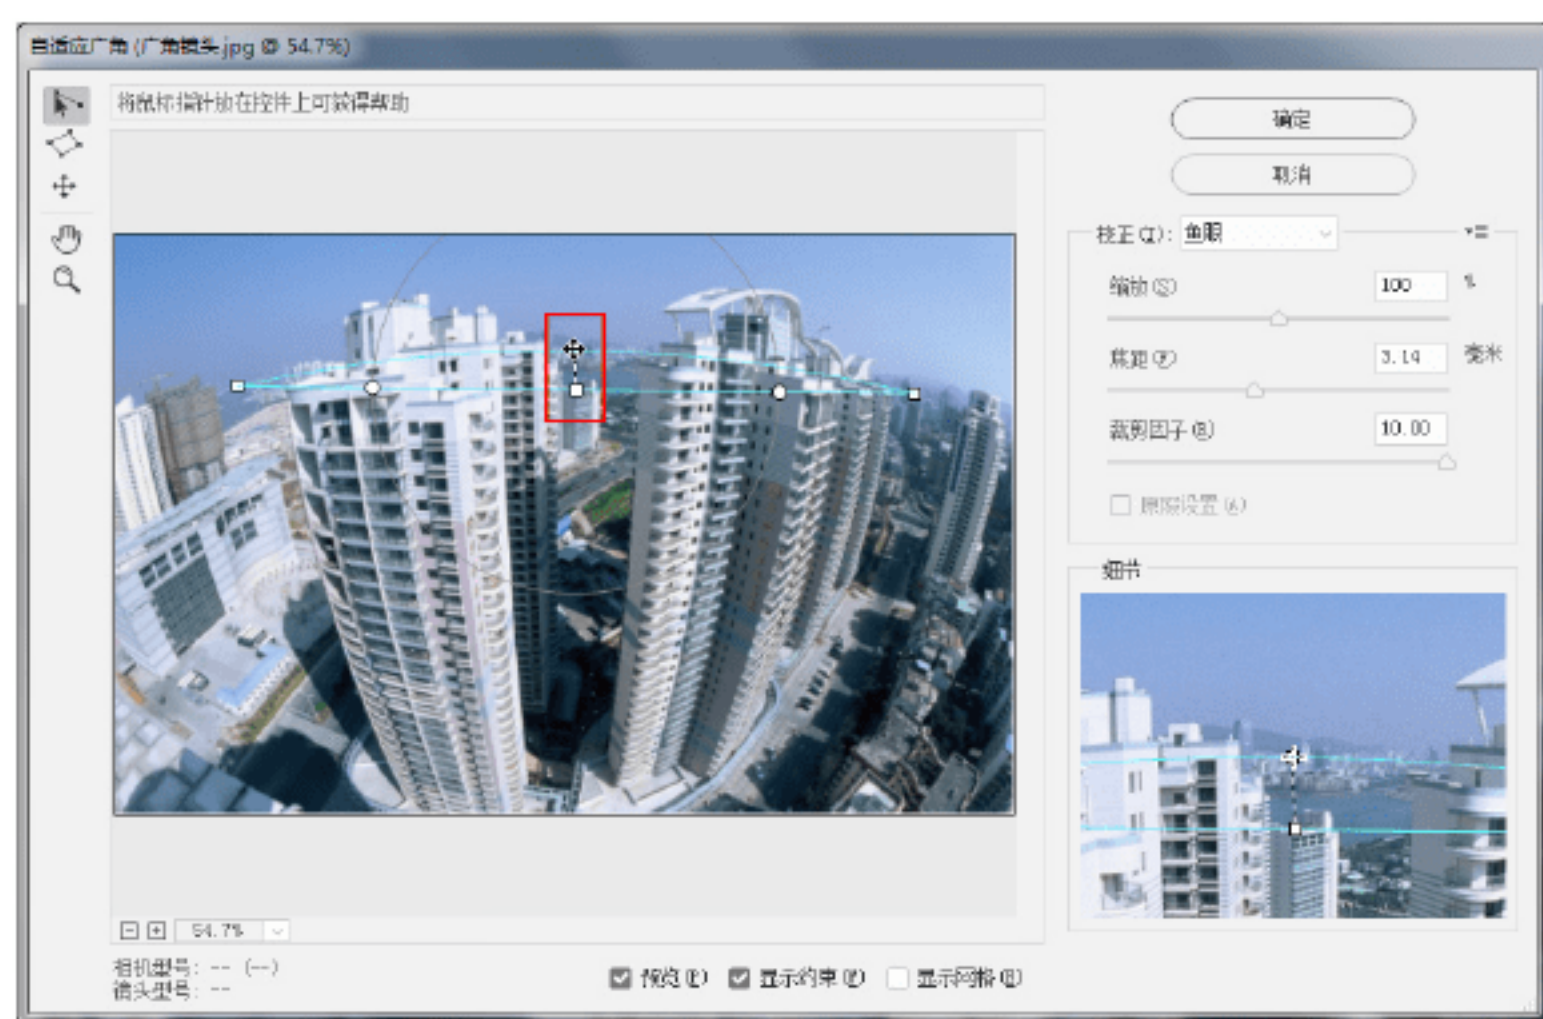 自适应广角 (广角镜头.jpg @ 54.7%)
将鼠标指针放在控件上可获得帮助
确定
取消
校正(I): 鱼眼
缩放(S) 100 %
焦距(F) 3.14 毫米
裁剪因子(R) 10.00
原照设置(A)
细节
54.7%
相机型号: -- (--)
镜头型号: --
预览(P) 显示约束(P) 显示网格(E)